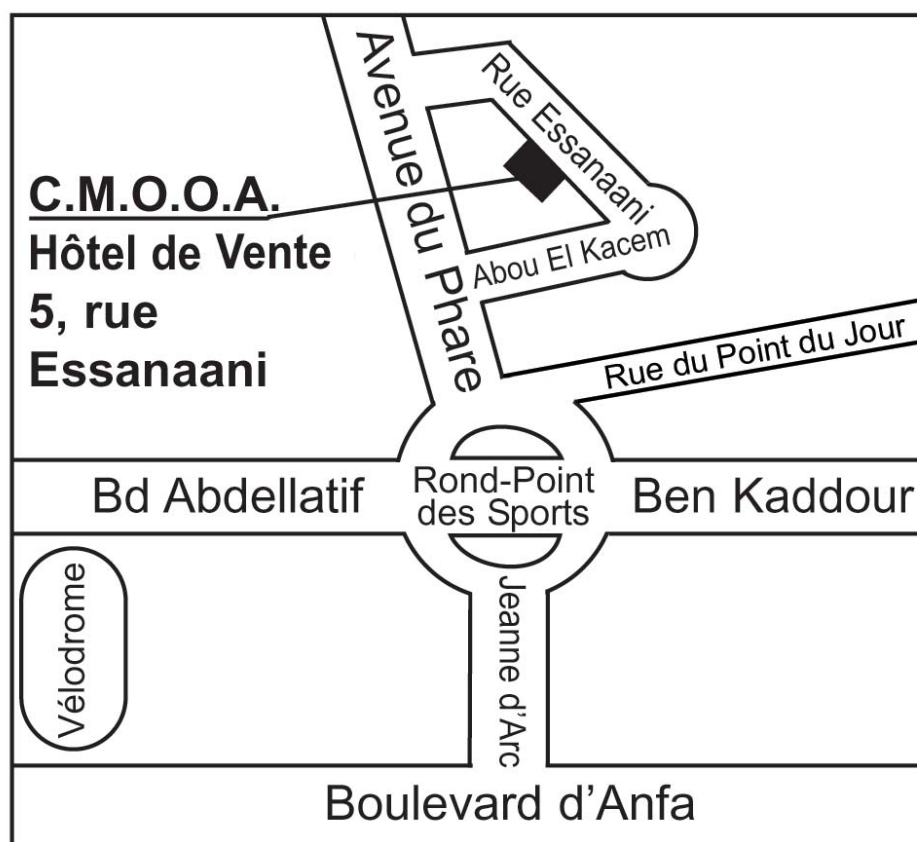 Avenue du Phare
Rue Essanaani
C.M.O.O.A.
Hôtel de Vente
5, rue
Essanaani
Abou El Kacem
Rue du Point du Jour
Bd Abdellatif
Rond-Point
des Sports
Ben Kaddour
Vélodrome
Jeanne d’Arc
Boulevard d’Anfa